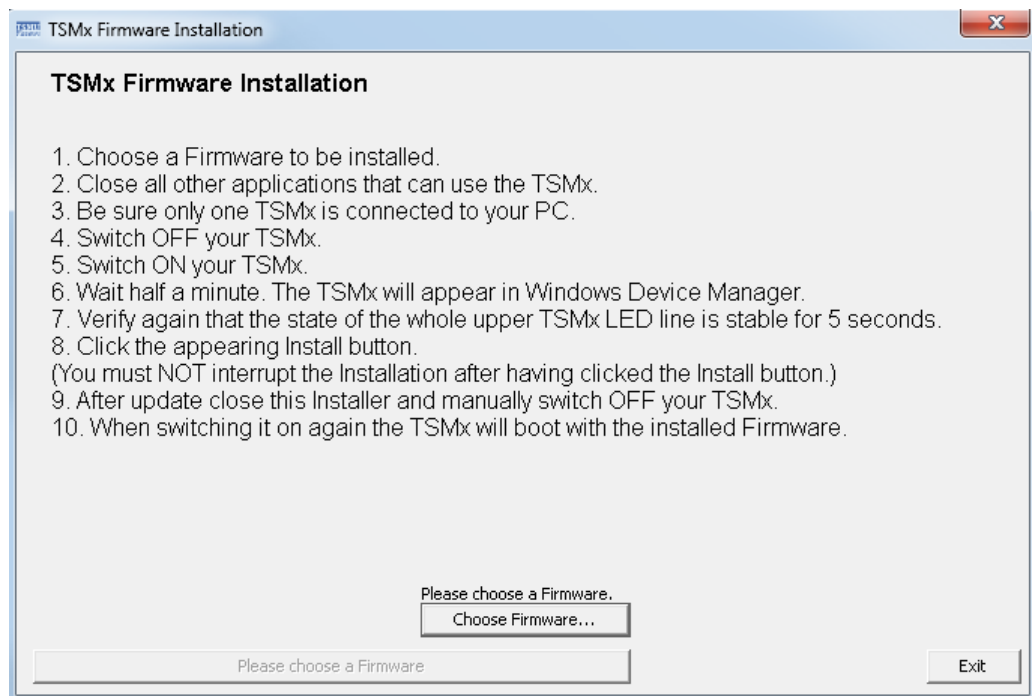 TSMx Firmware Installation
X
TSMx Firmware Installation
1. Choose a Firmware to be installed.
2. Close all other applications that can use the TSMx.
3. Be sure only one TSMx is connected to your PC.
4. Switch OFF your TSMx.
5. Switch ON your TSMx.
6. Wait half a minute. The TSMx will appear in Windows Device Manager.
7. Verify again that the state of the whole upper TSMx LED line is stable for 5 seconds.
8. Click the appearing Install button.
(You must NOT interrupt the Installation after having clicked the Install button.)
9. After update close this Installer and manually switch OFF your TSMx.
10. When switching it on again the TSMx will boot with the installed Firmware.
Please choose a Firmware.
Choose Firmware...
Please choose a Firmware
Exit